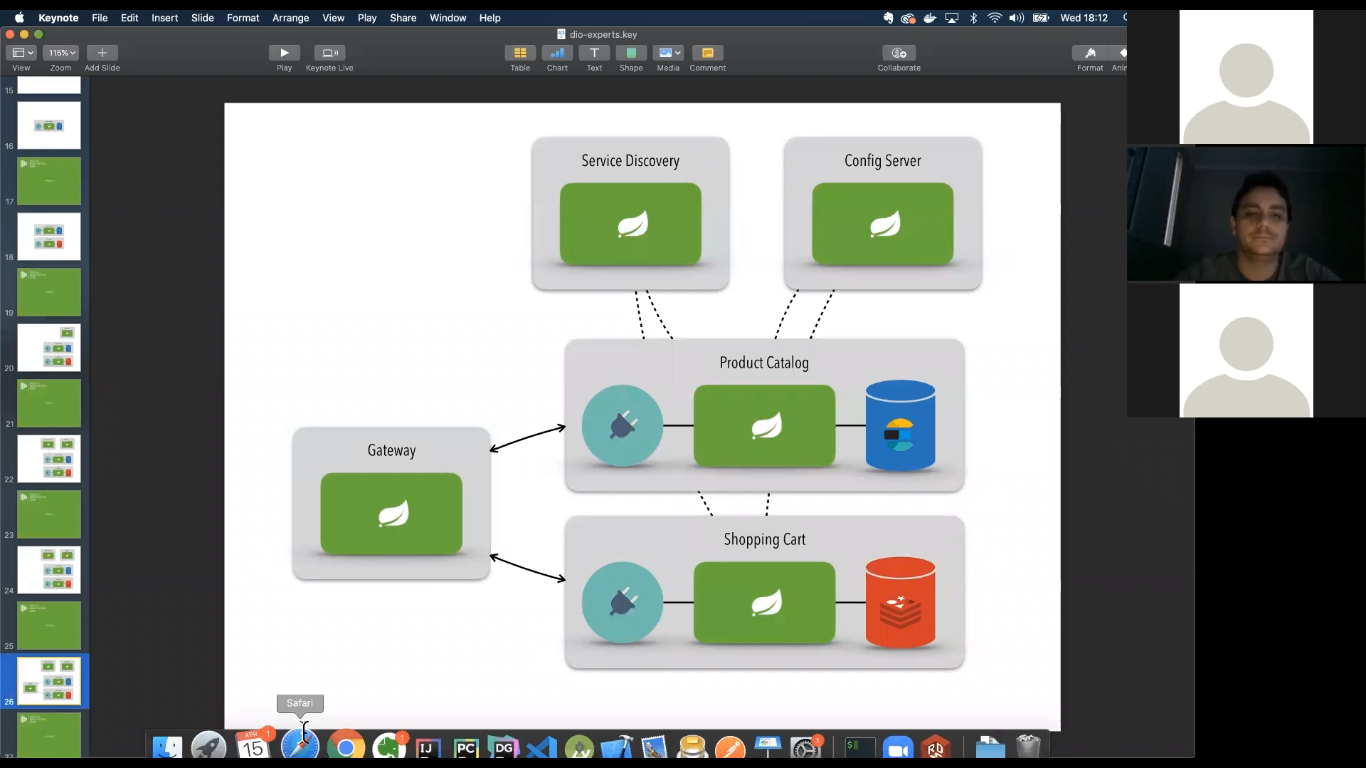 Keynote File Edit Insert Slide Format Arrange View Play Share Window Help Wed 18:12
dio-experts.key
115%
View Zoom Add Slide Play Keynote Live Table Chart Text Shape Media Comment Collaborate Format
15
16
17
18
19
20
21
22
23
24
25
26
Service Discovery
Config Server
Product Catalog
Gateway
Shopping Cart
Safari
APR
15
1
1
IJ
PC
DG
1